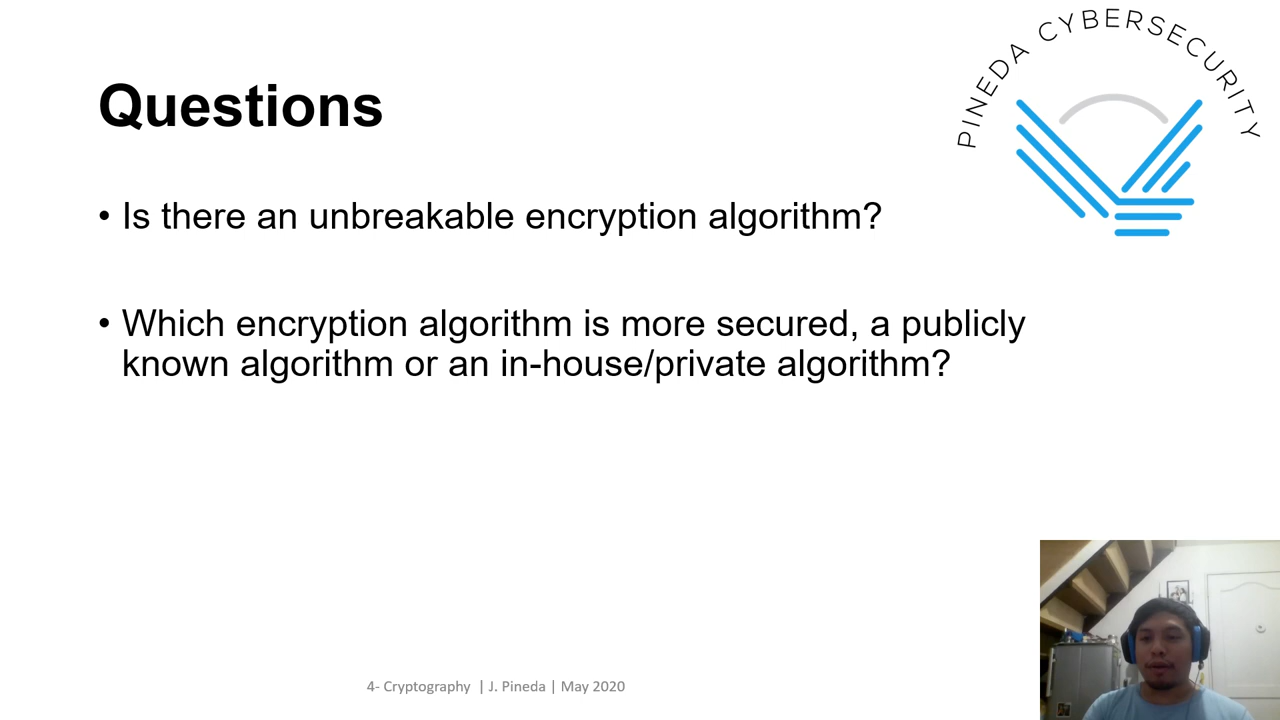 PINEDA CYBERSECURITY
Questions
• Is there an unbreakable encryption algorithm?
• Which encryption algorithm is more secured, a publicly
known algorithm or an in-house/private algorithm?
4- Cryptography | J. Pineda | May 2020